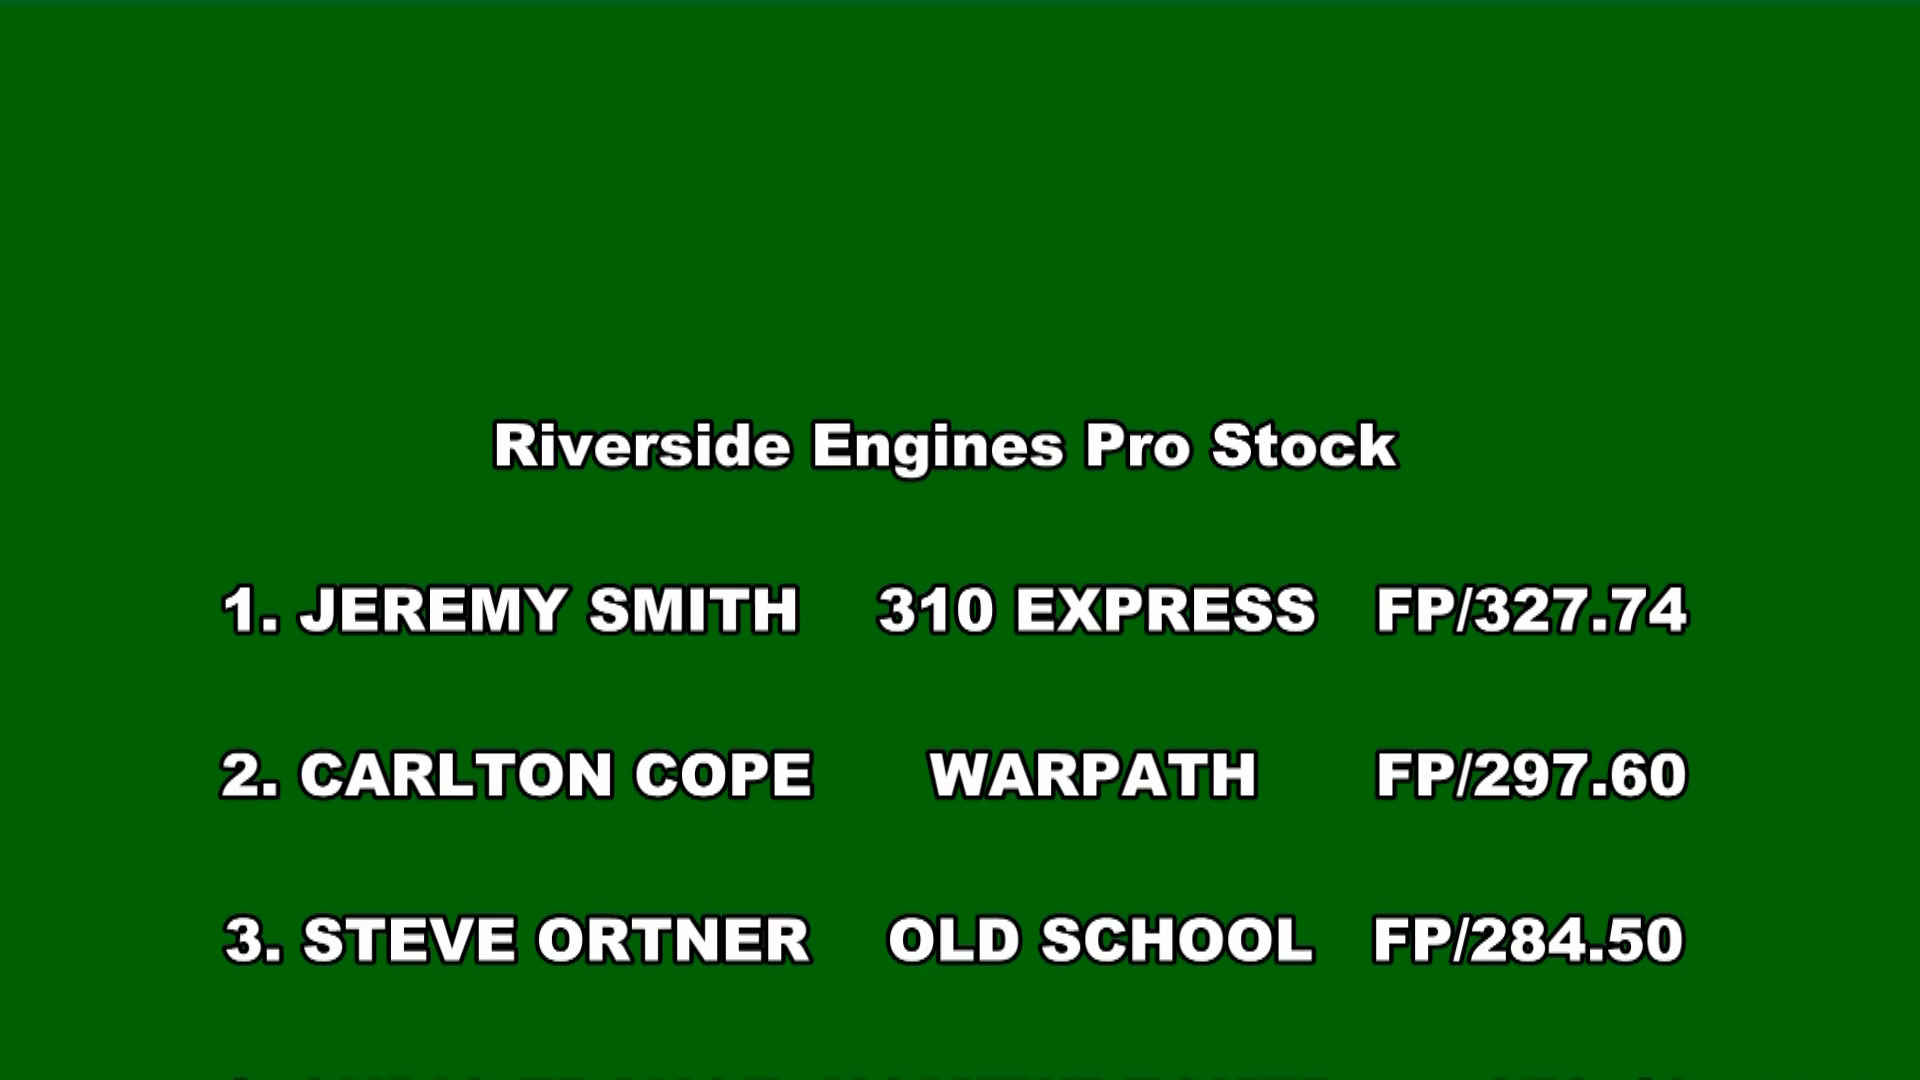 Riverside Engines Pro Stock
1. JEREMY SMITH 310 EXPRESS FP/327.74
2. CARLTON COPE WARPATH FP/297.60
3. STEVE ORTNER OLD SCHOOL FP/284.50